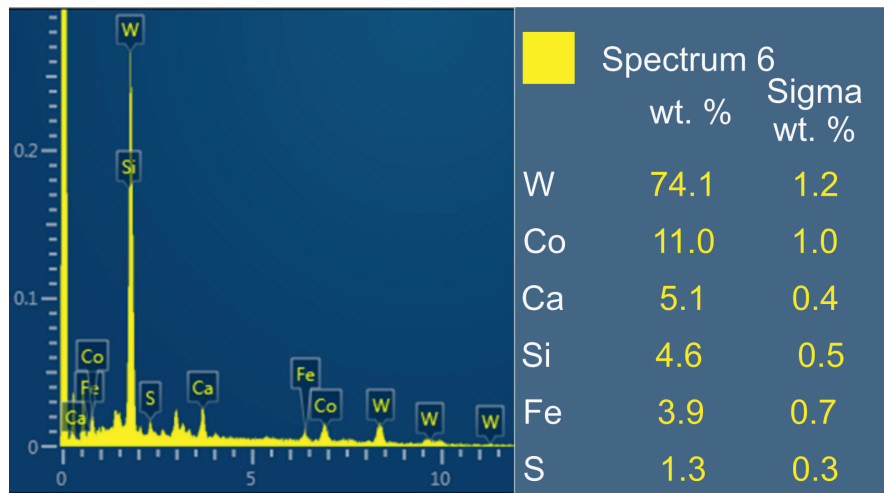 W
0.2
Si
0.1
Co
Fe
Ca
S
Ca
Fe
Co
W
W
W
0
0
5
10
Spectrum 6
wt. % Sigma wt. %
W 74.1 1.2
Co 11.0 1.0
Ca 5.1 0.4
Si 4.6 0.5
Fe 3.9 0.7
S 1.3 0.3